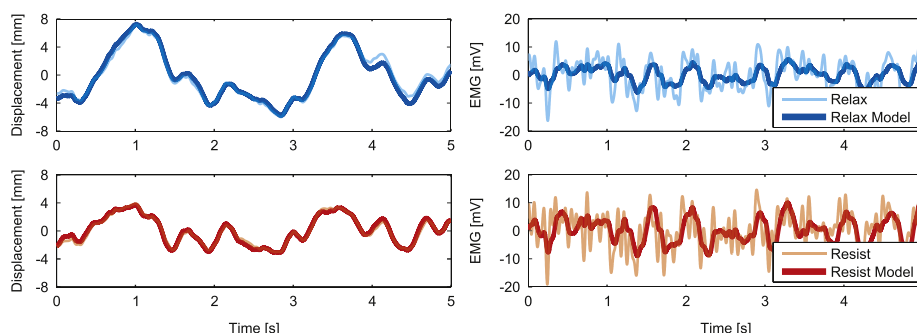 8
4
0
-4
-8
Displacement [mm]
0 1 2 3 4 5
20
10
0
-10
-20
EMG [mV]
0 1 2 3 4
Relax
Relax Model
8
4
0
-4
-8
Displacement [mm]
0 1 2 3 4 5
Time [s]
20
10
0
-10
-20
EMG [mV]
0 1 2 3 4
Resist
Resist Model
Time [s]